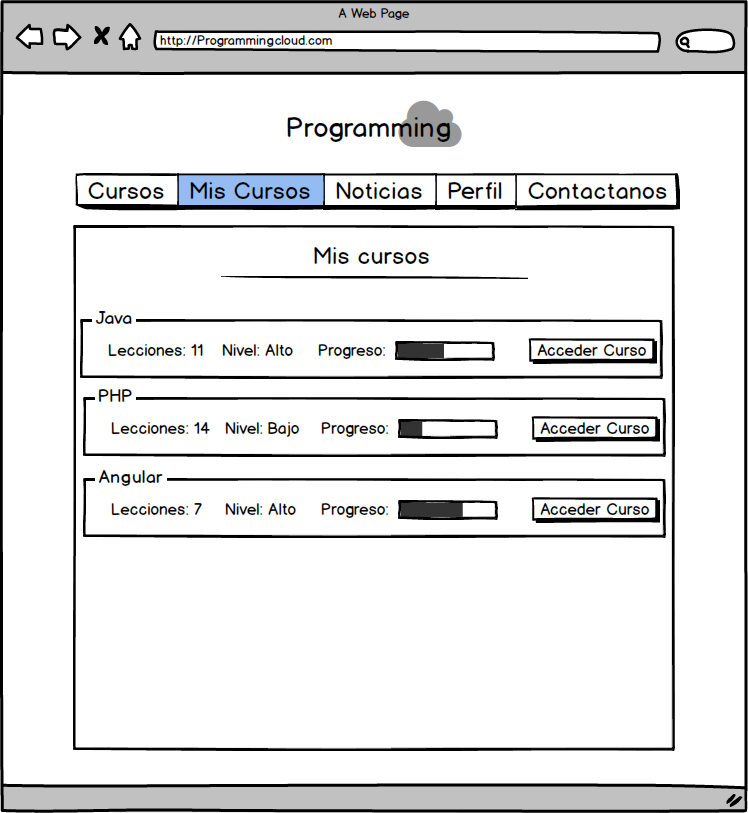 A Web Page
http://Programmingcloud.com
Programming
Cursos Mis Cursos Noticias Perfil Contactanos
Mis cursos
Java
Lecciones: 11 Nivel: Alto Progreso: Acceder Curso
PHP
Lecciones: 14 Nivel: Bajo Progreso: Acceder Curso
Angular
Lecciones: 7 Nivel: Alto Progreso: Acceder Curso